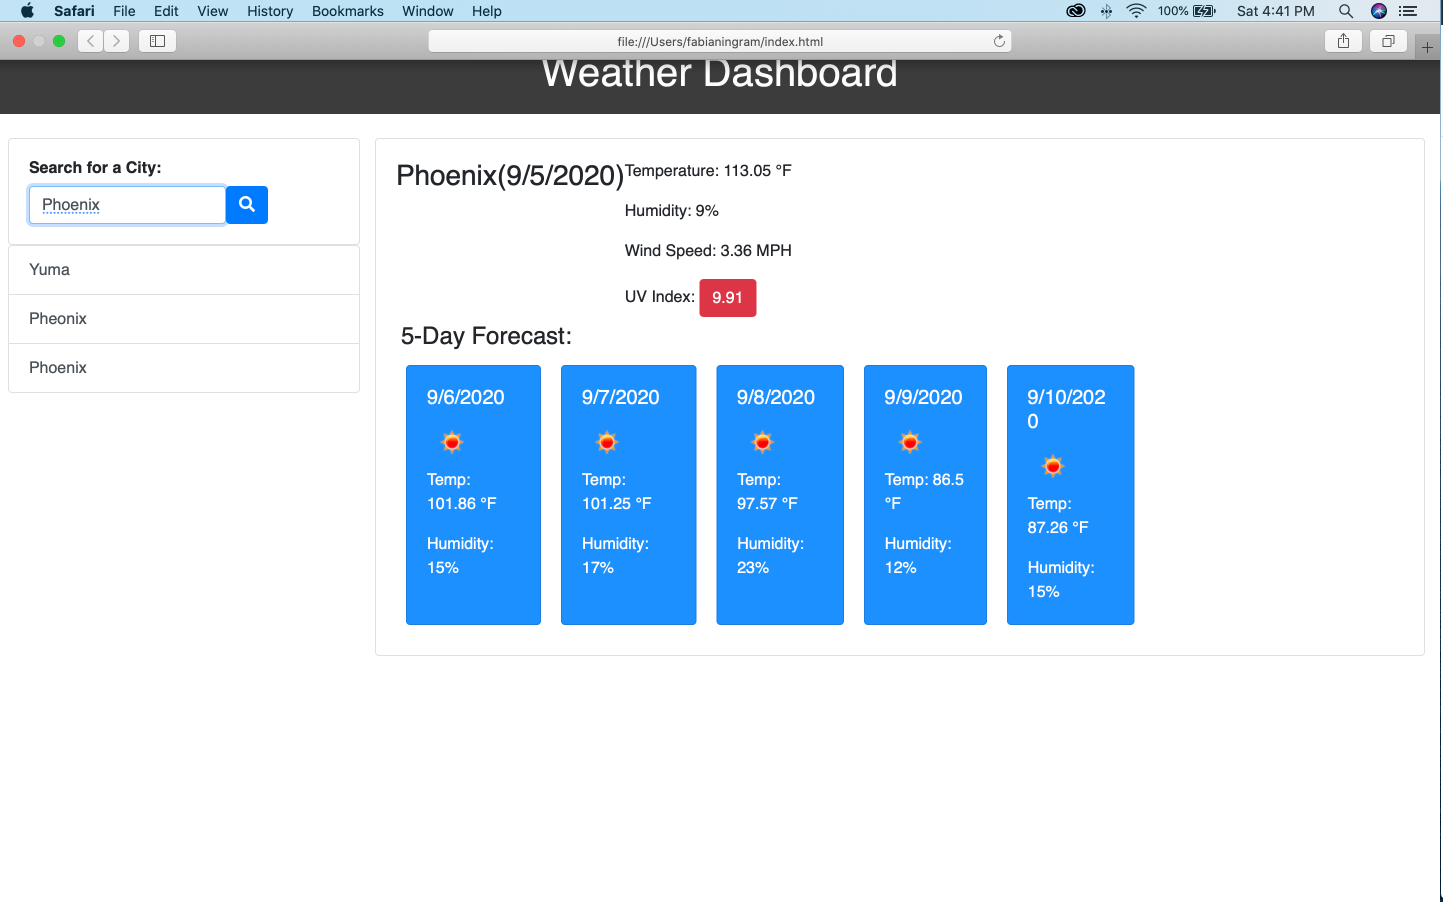 Safari File Edit View History Bookmarks Window Help 100% Sat 4:41 PM
file:///Users/fabianingram/index.html
Weather Dashboard
Search for a City:
Phoenix
Yuma
Pheonix
Phoenix
Phoenix(9/5/2020)
Temperature: 113.05 °F
Humidity: 9%
Wind Speed: 3.36 MPH
UV Index: 9.91
5-Day Forecast:
9/6/2020
Temp:
101.86 °F
Humidity:
15%
9/7/2020
Temp:
101.25 °F
Humidity:
17%
9/8/2020
Temp:
97.57 °F
Humidity:
23%
9/9/2020
Temp: 86.5
°F
Humidity:
12%
9/10/202
0
Temp:
87.26 °F
Humidity:
15%